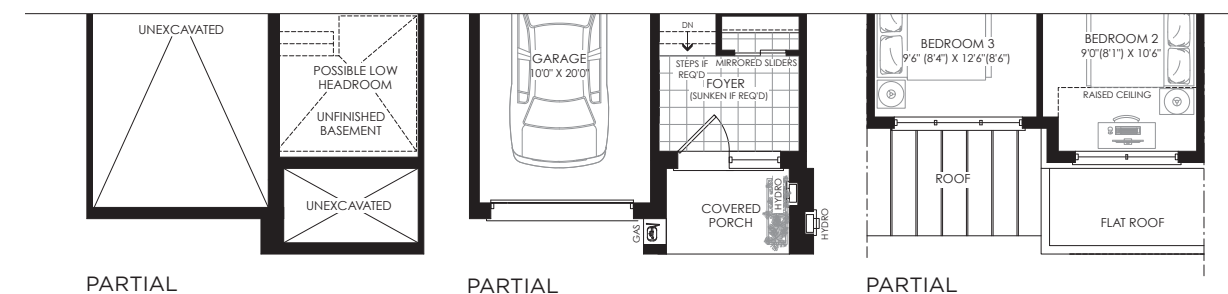 UNEXCAVATED
POSSIBLE LOW
HEADROOM
UNFINISHED
BASEMENT
UNEXCAVATED
PARTIAL
GARAGE
10'0" X 20'0"
DN
STEPS IF
REQ'D
MIRRORED SLIDERS
FOYER
(SUNKEN IF REQ'D)
COVERED
PORCH
HYDRO
HYDRO
GAS
PARTIAL
BEDROOM 3
9'6" (8'4") X 12'6"(8'6")
BEDROOM 2
9'0"(8'1") X 10'6"
RAISED CEILING
ROOF
FLAT ROOF
PARTIAL